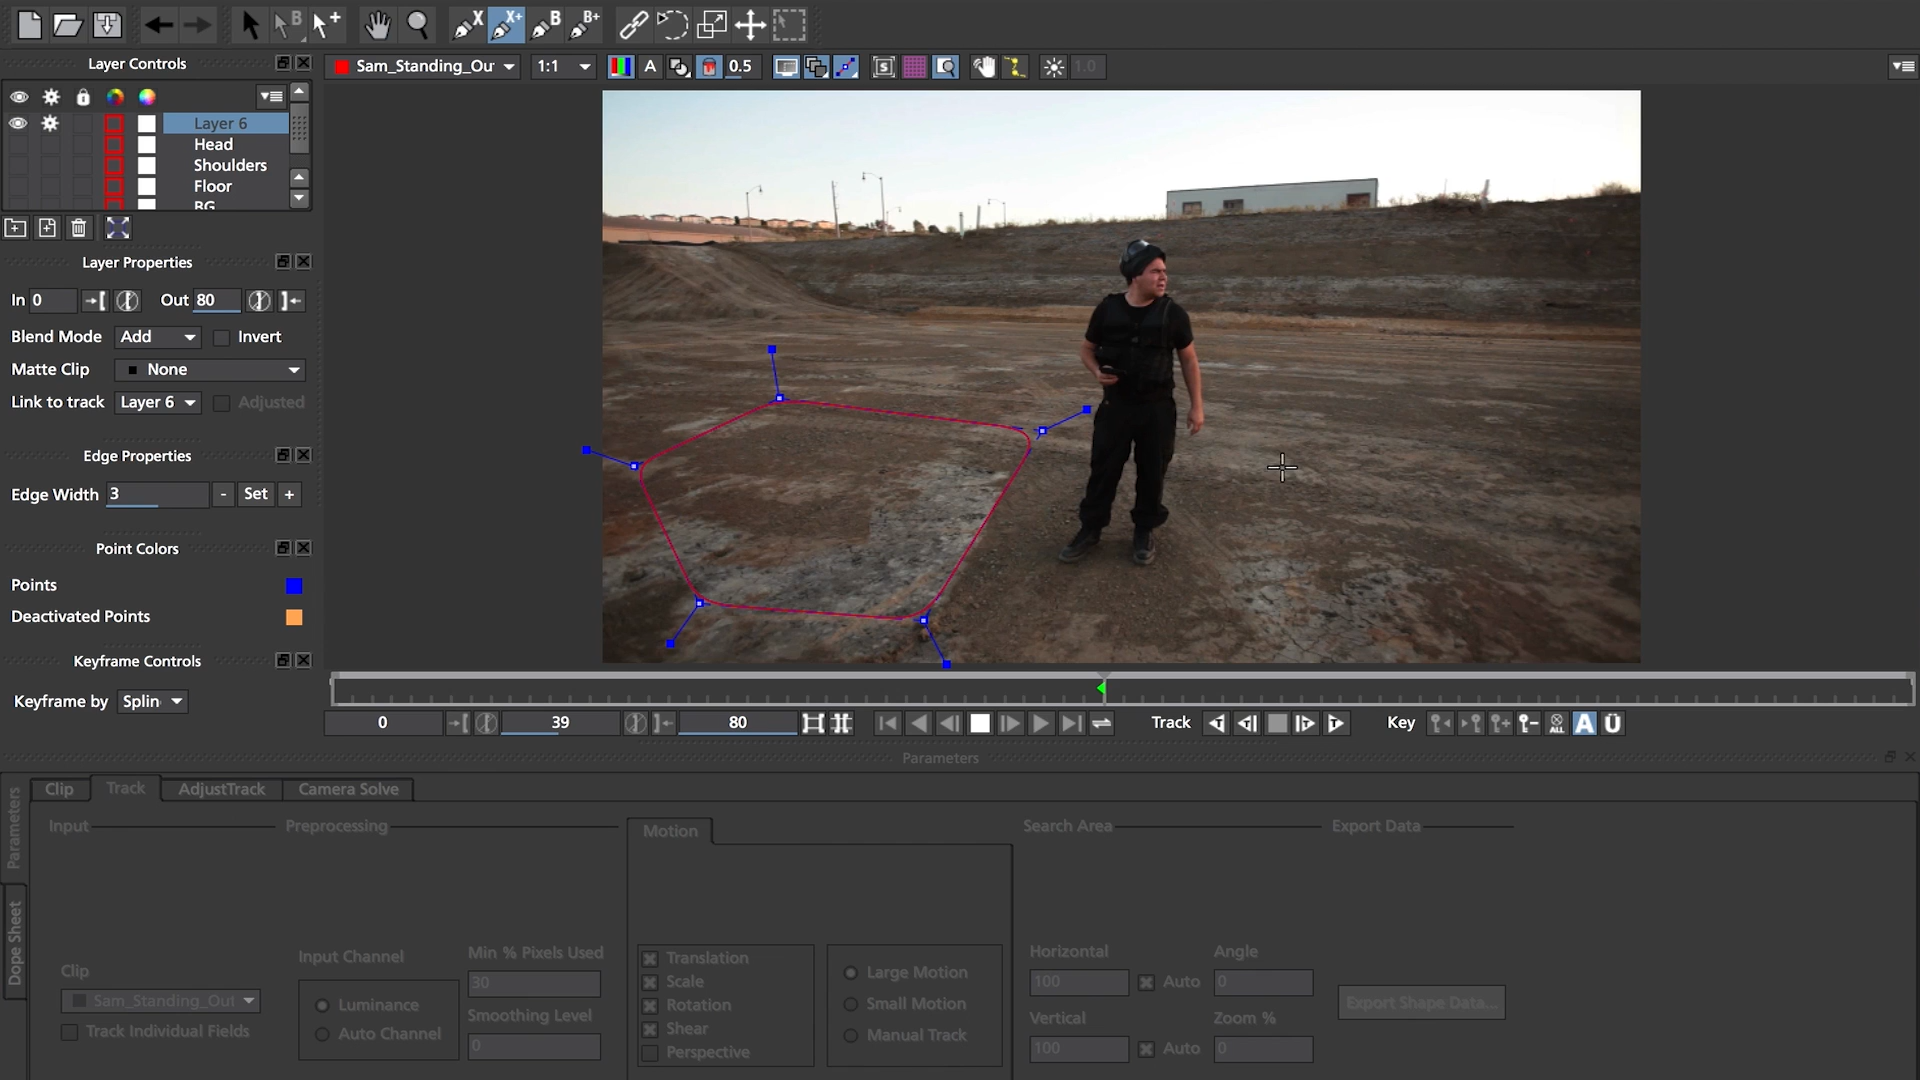 X X+ B B+
B
Layer Controls
Sam_Standing_Ou
1:1
A
0.5
S
1.0
Layer 6
Head
Shoulders
Floor
BG
Layer Properties
In 0
Out 80
Blend Mode Add Invert
Matte Clip None
Link to track Layer 6 Adjusted
Edge Properties
Edge Width 3 - Set +
Point Colors
Points
Deactivated Points
Keyframe Controls
Keyframe by Splin
0 39 80 Track T T Key ALL A Ü
Parameters
Parameters
Dope Sheet
Clip Track AdjustTrack Camera Solve
Input Preprocessing Motion Search Area Export Data
Clip
Sam_Standing_Out
Track Individual Fields
Input Channel
Luminance
Auto Channel
Min % Pixels Used
30
Smoothing Level
0
Translation
Scale
Rotation
Shear
Perspective
Large Motion
Small Motion
Manual Track
Horizontal Angle
100 Auto 0
Vertical Zoom %
100 Auto 0
Export Shape Data...